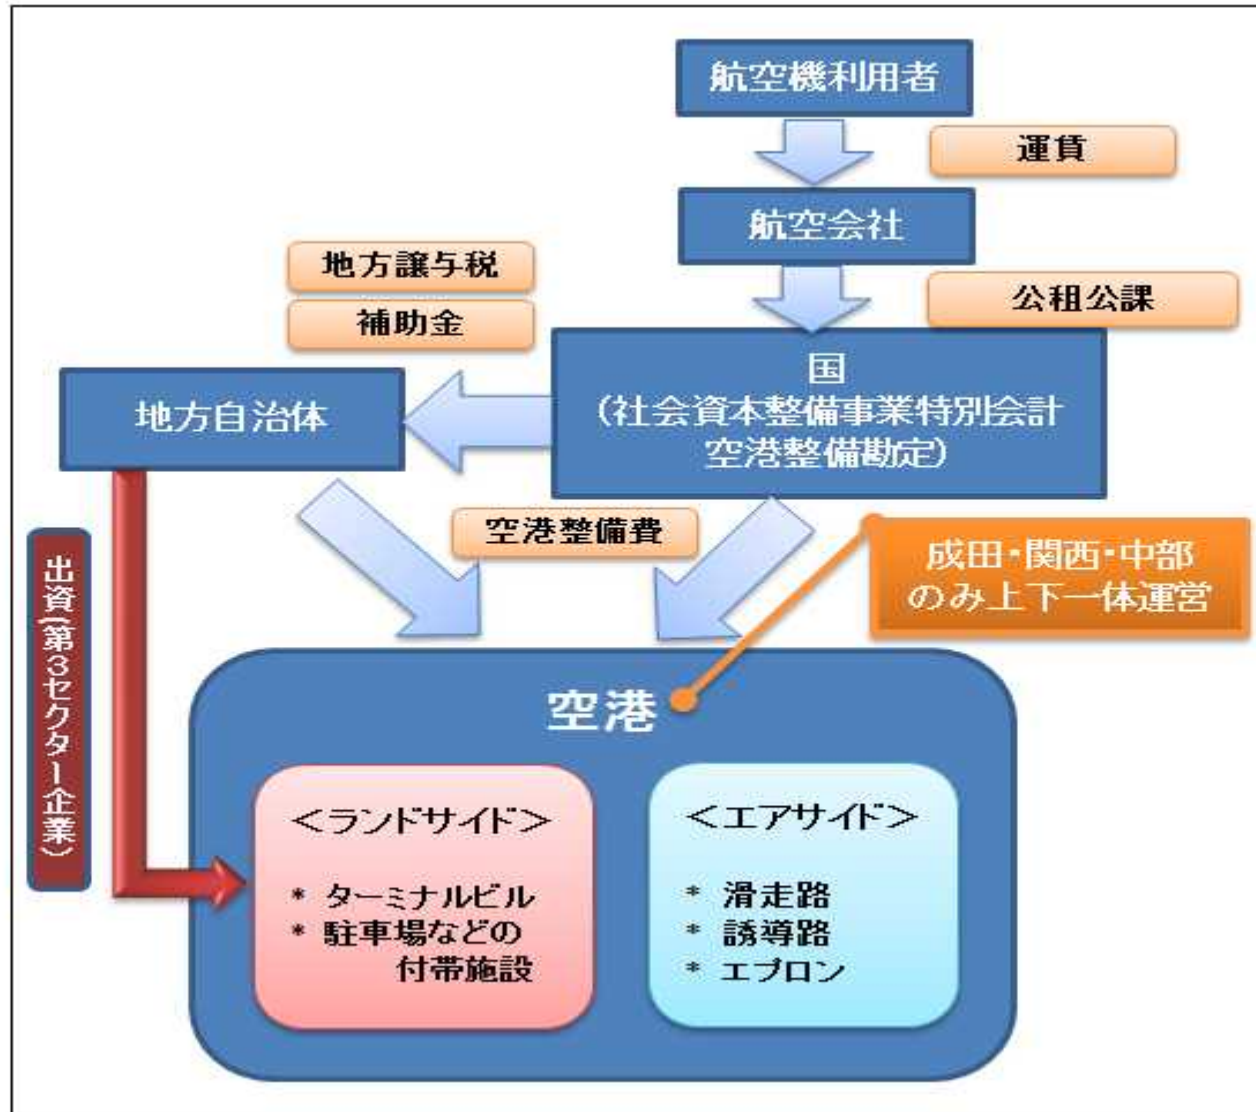 航空機利用者
運賃
航空会社
公租公課
地方譲与税
補助金
国
（社会資本整備事業特別会計
空港整備勘定）
地方自治体
空港整備費
成田・関西・中部
のみ上下一体運営
出資（第３セクター企業）
空港
＜ランドサイド＞
* ターミナルビル
* 駐車場などの
付帯施設
＜エアサイド＞
* 滑走路
* 誘導路
* エプロン